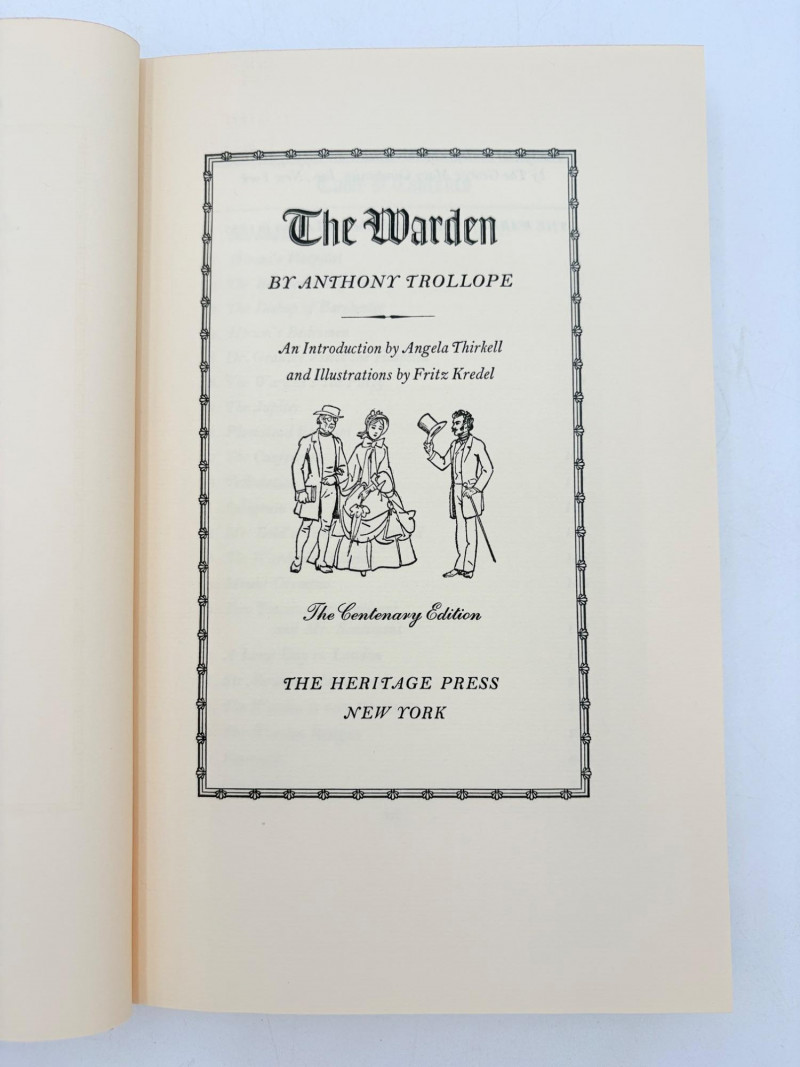 The Warden
BY ANTHONY TROLLOPE
An Introduction by Angela Thirkell
and Illustrations by Fritz Kredel
The Centenary Edition
THE HERITAGE PRESS
NEW YORK